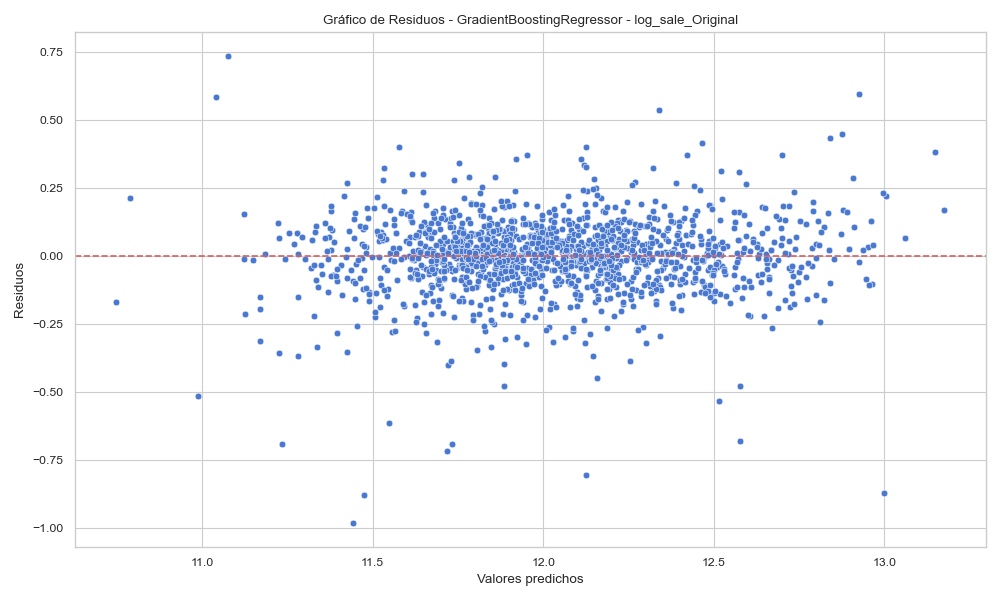 Gráfico de Residuos - GradientBoostingRegressor - log_sale_Original
0.75
0.50
0.25
0.00
−0.25
−0.50
−0.75
−1.00
Residuos
11.0 11.5 12.0 12.5 13.0
Valores predichos